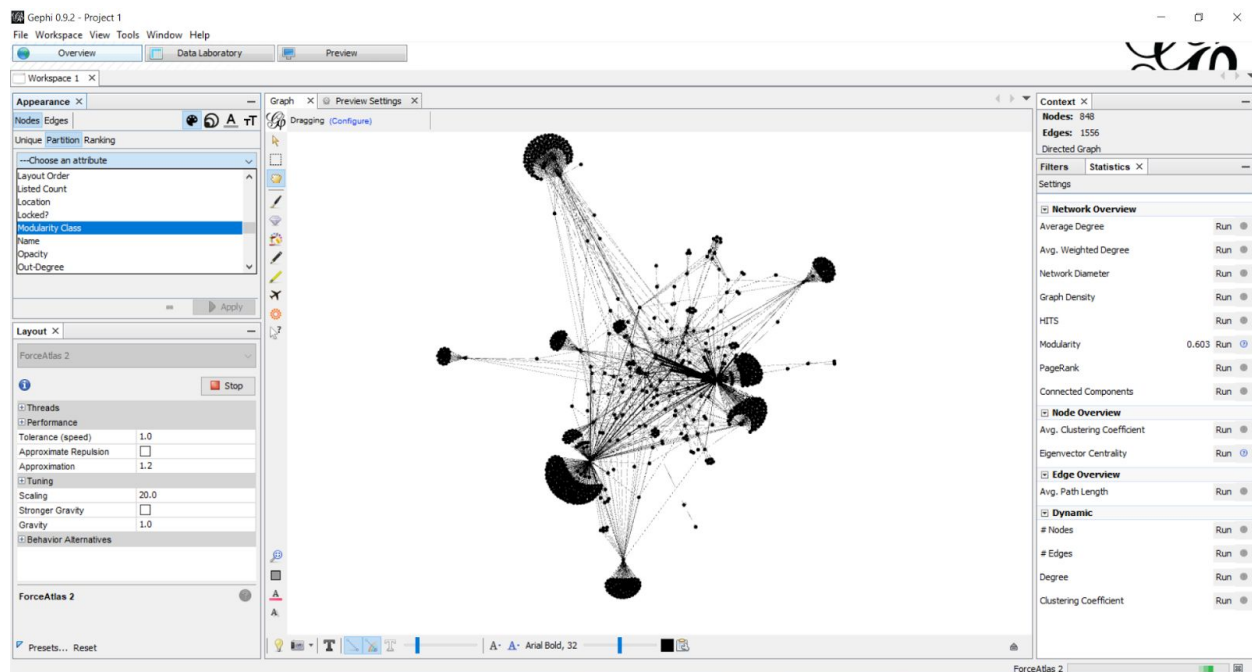 Gephi 0.9.2 - Project 1
File Workspace View Tools Window Help
Overview
Data Laboratory
Preview
Workspace 1
Appearance
Nodes Edges
Unique Partition Ranking
---Choose an attribute
Layout Order
Listed Count
Location
Locked?
Modularity Class
Name
Opacity
Out-Degree
Apply
Layout
ForceAtlas 2
Stop
Threads
Performance
Tolerance (speed) 1.0
Approximate Repulsion
Approximation 1.2
Tuning
Scaling 20.0
Stronger Gravity
Gravity 1.0
Behavior Alternatives
ForceAtlas 2
Presets... Reset
Graph
Preview Settings
Dragging (Configure)
Arial Bold, 32
Context
Nodes: 848
Edges: 1556
Directed Graph
Filters
Statistics
Settings
Network Overview
Average Degree Run
Avg. Weighted Degree Run
Network Diameter Run
Graph Density Run
HITS Run
Modularity 0.603 Run
PageRank Run
Connected Components Run
Node Overview
Avg. Clustering Coefficient Run
Eigenvector Centrality Run
Edge Overview
Avg. Path Length Run
Dynamic
# Nodes Run
# Edges Run
Degree Run
Clustering Coefficient Run
ForceAtlas 2